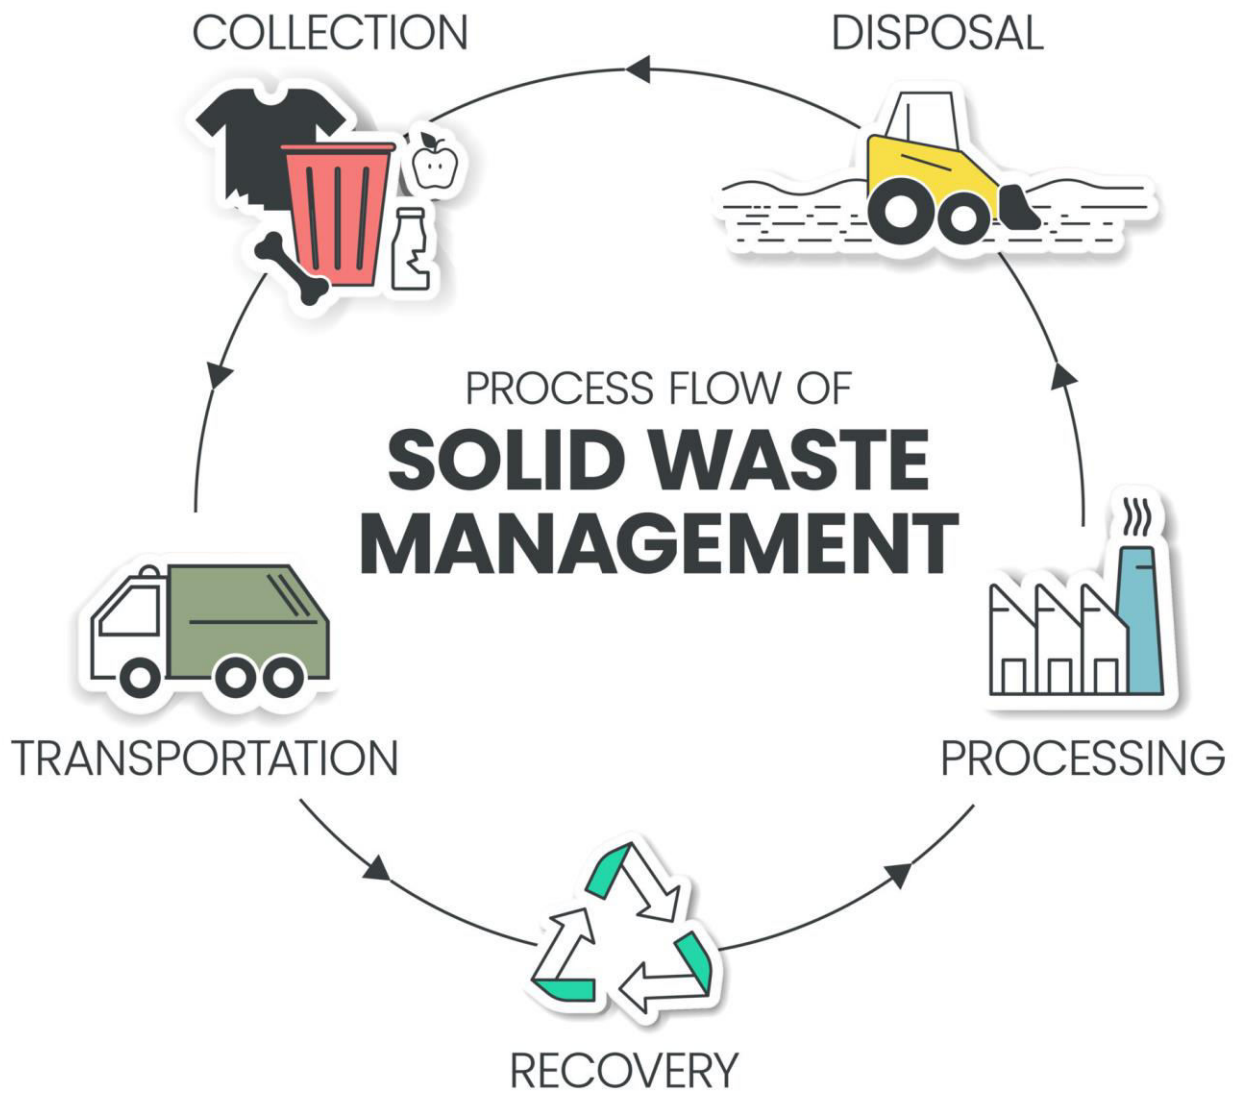 COLLECTION
DISPOSAL
PROCESS FLOW OF
SOLID WASTE
MANAGEMENT
TRANSPORTATION
PROCESSING
RECOVERY